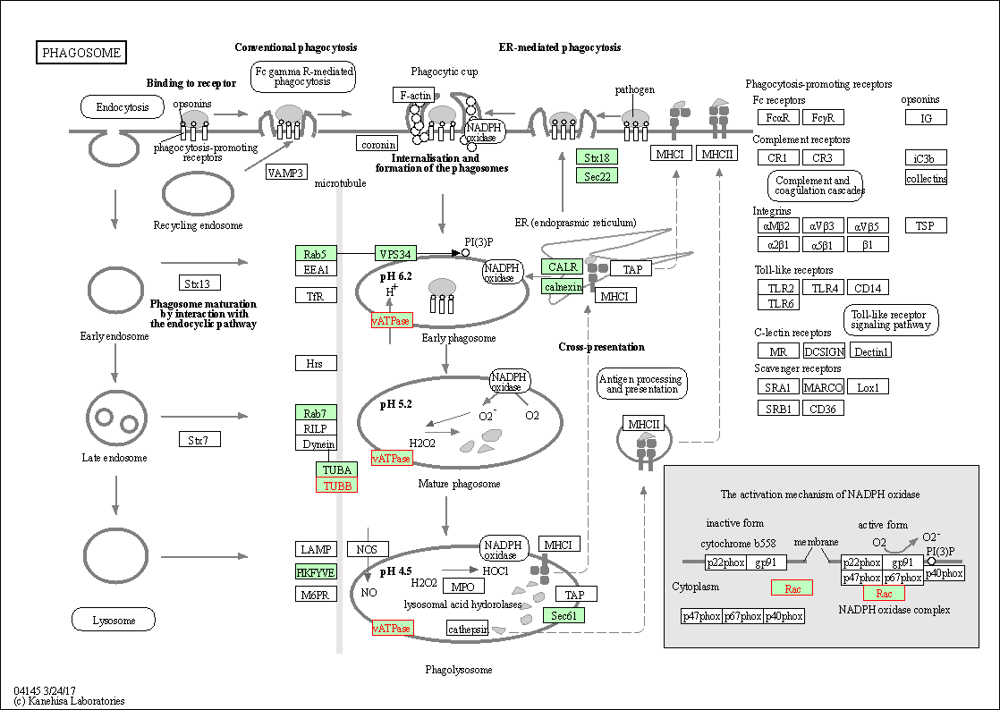 PHAGOSOME
Conventional phagocytosis
ER-mediated phagocytosis
Fc gamma R-mediated
phagocytosis
Phagocytic cup
Binding to receptor
F-actin
pathogen
Phagocytosis-promoting receptors
Endocytosis
opsonins
Fc receptors
opsonins
FcαR
FcγR
IG
NADPH
oxidase
phagocytosis-promoting
receptors
coronin
Complement receptors
CR1
CR3
iC3b
collectins
Internalisation and
formation of the phagosomes
Stx18
Sec22
MHCI
MHCII
VAMP3
microtubule
Complement and
coagulation cascades
Recycling endosome
ER (endoprasmic reticulum)
Integrins
αMβ2
αVβ3
αVβ5
TSP
α2β1
α5β1
β1
PI(3)P
Rab5
EEA1
VPS34
NADPH
oxidase
CALR
calnexin
TAP
MHCI
Toll-like receptors
TLR2
TLR4
CD14
TLR6
pH 6.2
H+
Stx13
TfR
Phagosome maturation
by interaction with
the endocyclic pathway
vATPase
Toll-like receptor
signaling pathway
Early endosome
Early phagosome
C-lectin receptors
MR
DCSIGN
Dectin1
Cross-presentation
Hrs
Scavenger receptors
SRA1
MARCO
Lox1
SRB1
CD36
NADPH
oxidase
Antigen processing
and presentation
pH 5.2
O2-
O2
Rab7
RILP
Dynein
H2O2
MHCII
Stx7
vATPase
Late endosome
TUBA
TUBB
Mature phagosome
The activation mechanism of NADPH oxidase
inactive form
active form
cytochrome b558
membrane
O2
O2-
PI(3)P
p22phox
gp91
p22phox
gp91
p47phox
p67phox
p40phox
Cytoplasm
Rac
Rac
p47phox
p67phox
p40phox
NADPH oxidase complex
LAMP
NOS
NADPH
oxidase
MHCI
PIKFYVE
pH 4.5
HOCl
H2O2
MPO
M6PR
NO
TAP
lysosomal acid hydorolases
Sec61
Lysosome
vATPase
cathepsin
Phagolysosome
04145 3/24/17
(c) Kanehisa Laboratories